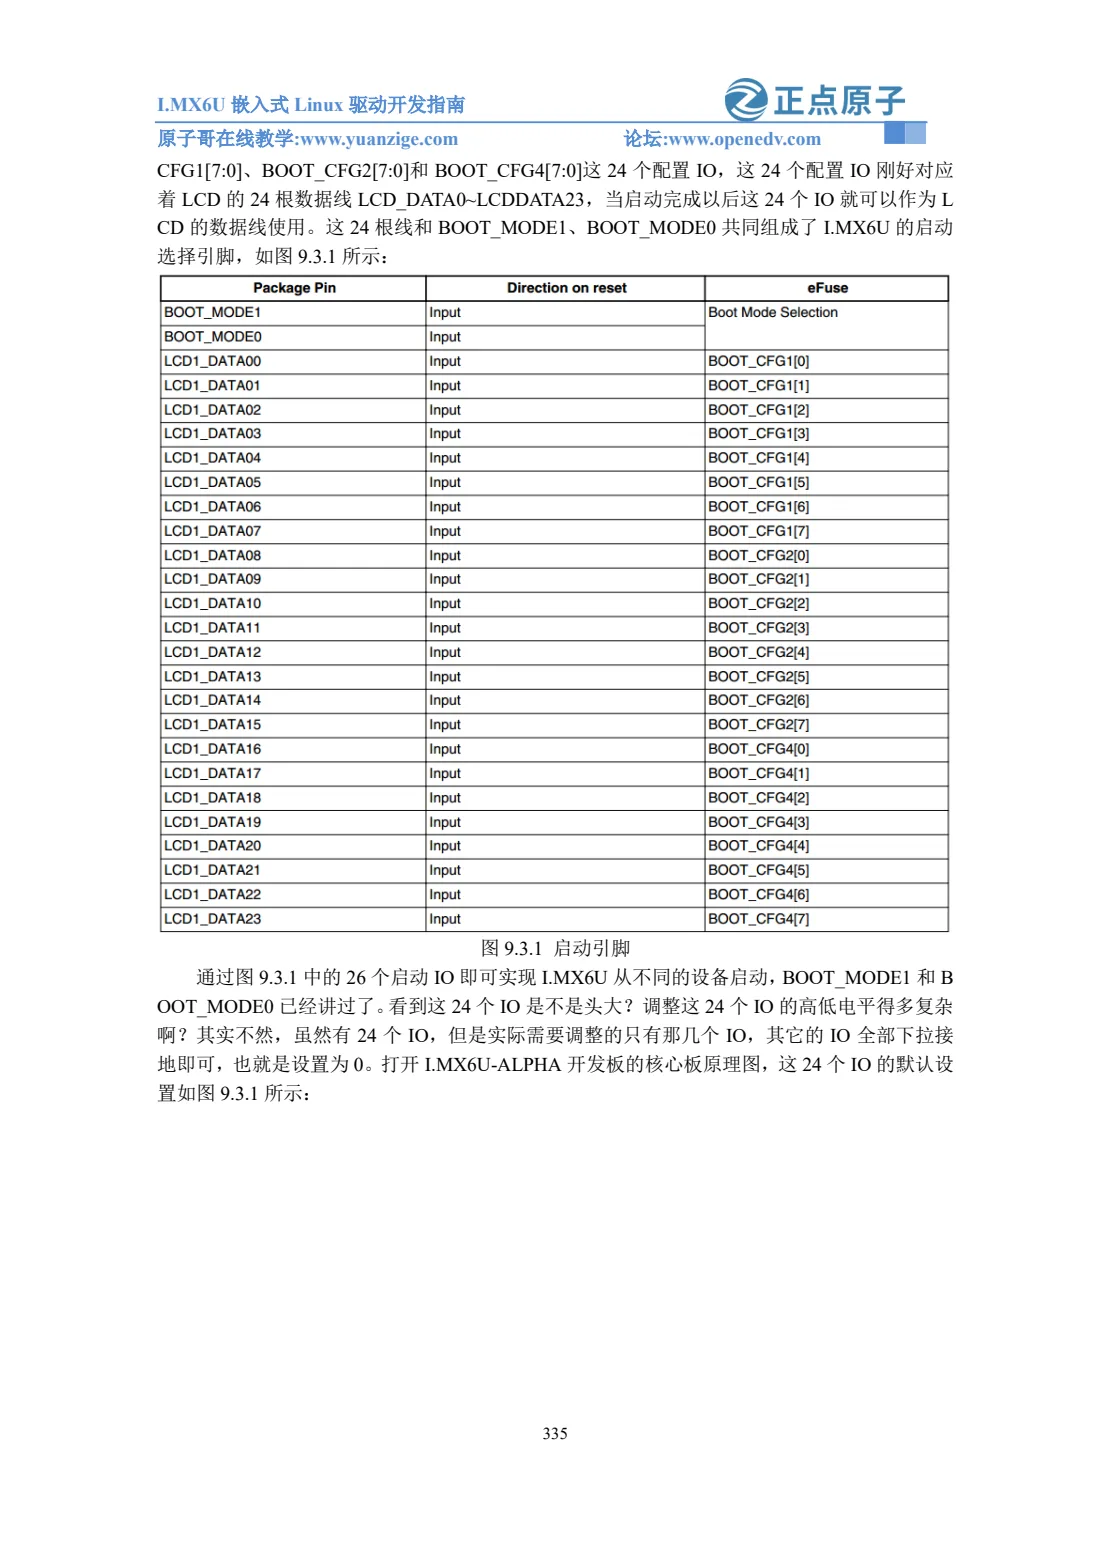 正点原子
I.MX6U 嵌入式 Linux 驱动开发指南
原子哥在线教学:www.yuanzige.com 论坛:www.openedv.com
CFG1[7:0]、BOOT_CFG2[7:0]和 BOOT_CFG4[7:0]这 24 个配置 IO，这 24 个配置 IO 刚好对应
着 LCD 的 24 根数据线 LCD_DATA0~LCDDATA23，当启动完成以后这 24 个 IO 就可以作为 L
CD 的数据线使用。这 24 根线和 BOOT_MODE1、BOOT_MODE0 共同组成了 I.MX6U 的启动
选择引脚，如图 9.3.1 所示：
Package Pin Direction on reset eFuse
BOOT_MODE1 Input Boot Mode Selection
BOOT_MODE0 Input
LCD1_DATA00 Input BOOT_CFG1[0]
LCD1_DATA01 Input BOOT_CFG1[1]
LCD1_DATA02 Input BOOT_CFG1[2]
LCD1_DATA03 Input BOOT_CFG1[3]
LCD1_DATA04 Input BOOT_CFG1[4]
LCD1_DATA05 Input BOOT_CFG1[5]
LCD1_DATA06 Input BOOT_CFG1[6]
LCD1_DATA07 Input BOOT_CFG1[7]
LCD1_DATA08 Input BOOT_CFG2[0]
LCD1_DATA09 Input BOOT_CFG2[1]
LCD1_DATA10 Input BOOT_CFG2[2]
LCD1_DATA11 Input BOOT_CFG2[3]
LCD1_DATA12 Input BOOT_CFG2[4]
LCD1_DATA13 Input BOOT_CFG2[5]
LCD1_DATA14 Input BOOT_CFG2[6]
LCD1_DATA15 Input BOOT_CFG2[7]
LCD1_DATA16 Input BOOT_CFG4[0]
LCD1_DATA17 Input BOOT_CFG4[1]
LCD1_DATA18 Input BOOT_CFG4[2]
LCD1_DATA19 Input BOOT_CFG4[3]
LCD1_DATA20 Input BOOT_CFG4[4]
LCD1_DATA21 Input BOOT_CFG4[5]
LCD1_DATA22 Input BOOT_CFG4[6]
LCD1_DATA23 Input BOOT_CFG4[7]
图 9.3.1 启动引脚
通过图 9.3.1 中的 26 个启动 IO 即可实现 I.MX6U 从不同的设备启动，BOOT_MODE1 和 B
OOT_MODE0 已经讲过了。看到这 24 个 IO 是不是头大？调整这 24 个 IO 的高低电平得多复杂
啊？其实不然，虽然有 24 个 IO，但是实际需要调整的只有那几个 IO，其它的 IO 全部下拉接
地即可，也就是设置为 0。打开 I.MX6U-ALPHA 开发板的核心板原理图，这 24 个 IO 的默认设
置如图 9.3.1 所示：
335